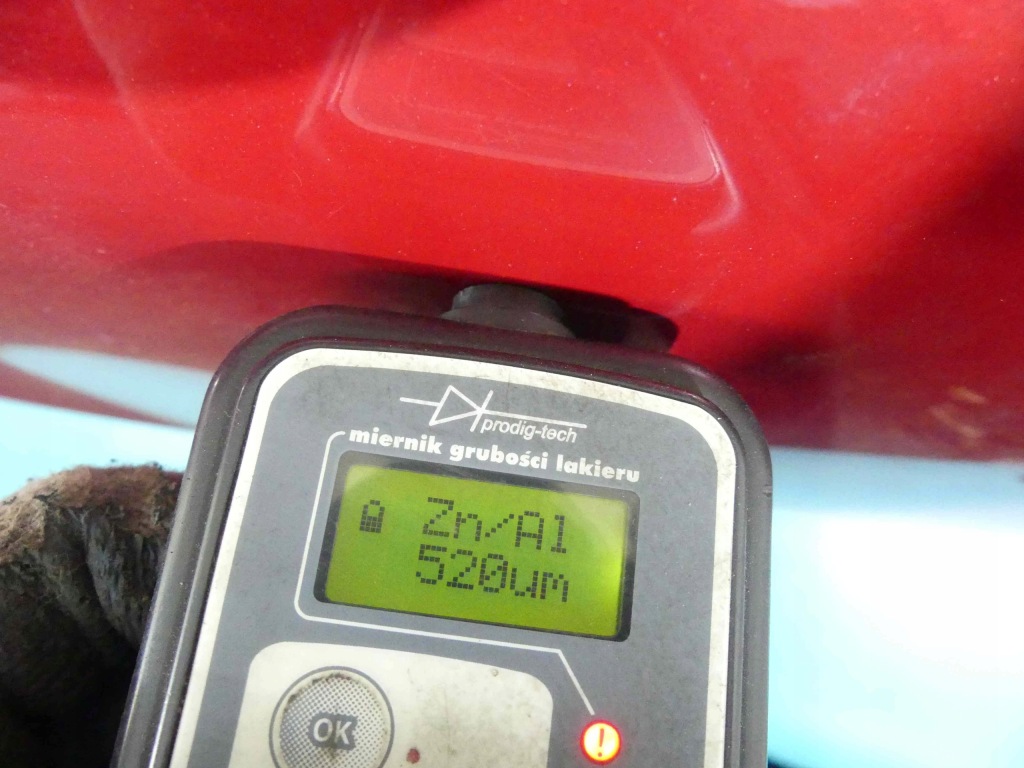 prodig-tech
miernik grubości lakieru
Zn/Al
520um
OK
!